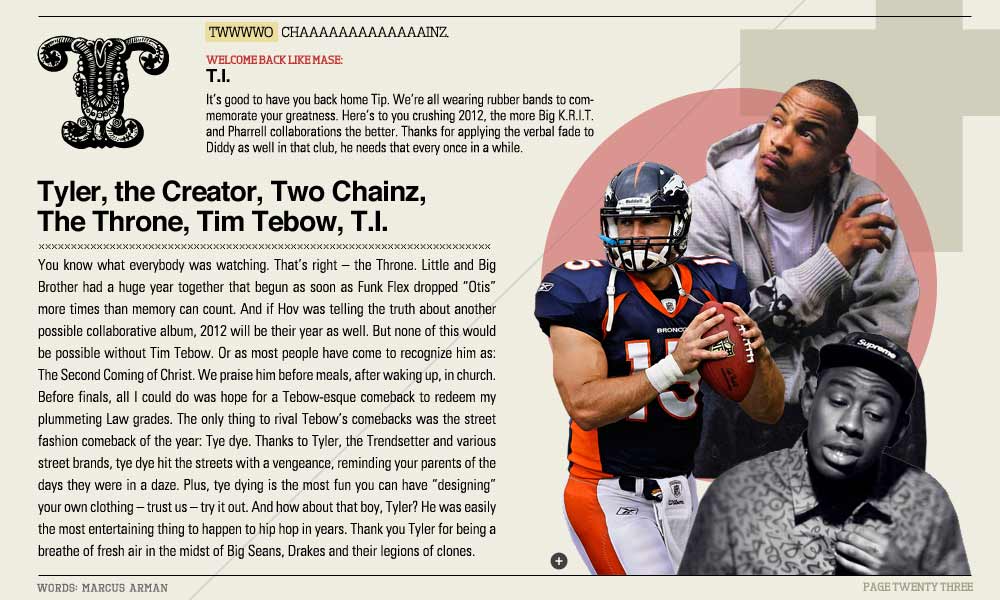 T
TWWWWO CHAAAAAAAAAAAAAINZ.
WELCOME BACK LIKE MASE:
T.I.
It's good to have you back home Tip. We're all wearing rubber bands to com-
memorate your greatness. Here's to you crushing 2012, the more Big K.R.I.T.
and Pharrell collaborations the better. Thanks for applying the verbal fade to
Diddy as well in that club, he needs that every once in a while.
Tyler, the Creator, Two Chainz,
The Throne, Tim Tebow, T.I.
You know what everybody was watching. That's right – the Throne. Little and Big
Brother had a huge year together that begun as soon as Funk Flex dropped "Otis"
more times than memory can count. And if Hov was telling the truth about another
possible collaborative album, 2012 will be their year as well. But none of this would
be possible without Tim Tebow. Or as most people have come to recognize him as:
The Second Coming of Christ. We praise him before meals, after waking up, in church.
Before finals, all I could do was hope for a Tebow-esque comeback to redeem my
plummeting Law grades. The only thing to rival Tebow's comebacks was the street
fashion comeback of the year: Tye dye. Thanks to Tyler, the Trendsetter and various
street brands, tye dye hit the streets with a vengeance, reminding your parents of the
days they were in a daze. Plus, tye dying is the most fun you can have "designing"
your own clothing – trust us – try it out. And how about that boy, Tyler? He was easily
the most entertaining thing to happen to hip hop in years. Thank you Tyler for being a
breathe of fresh air in the midst of Big Seans, Drakes and their legions of clones.
Riddell
BRONCOS
15
Supreme
WORDS: MARCUS ARMAN
PAGE TWENTY THREE